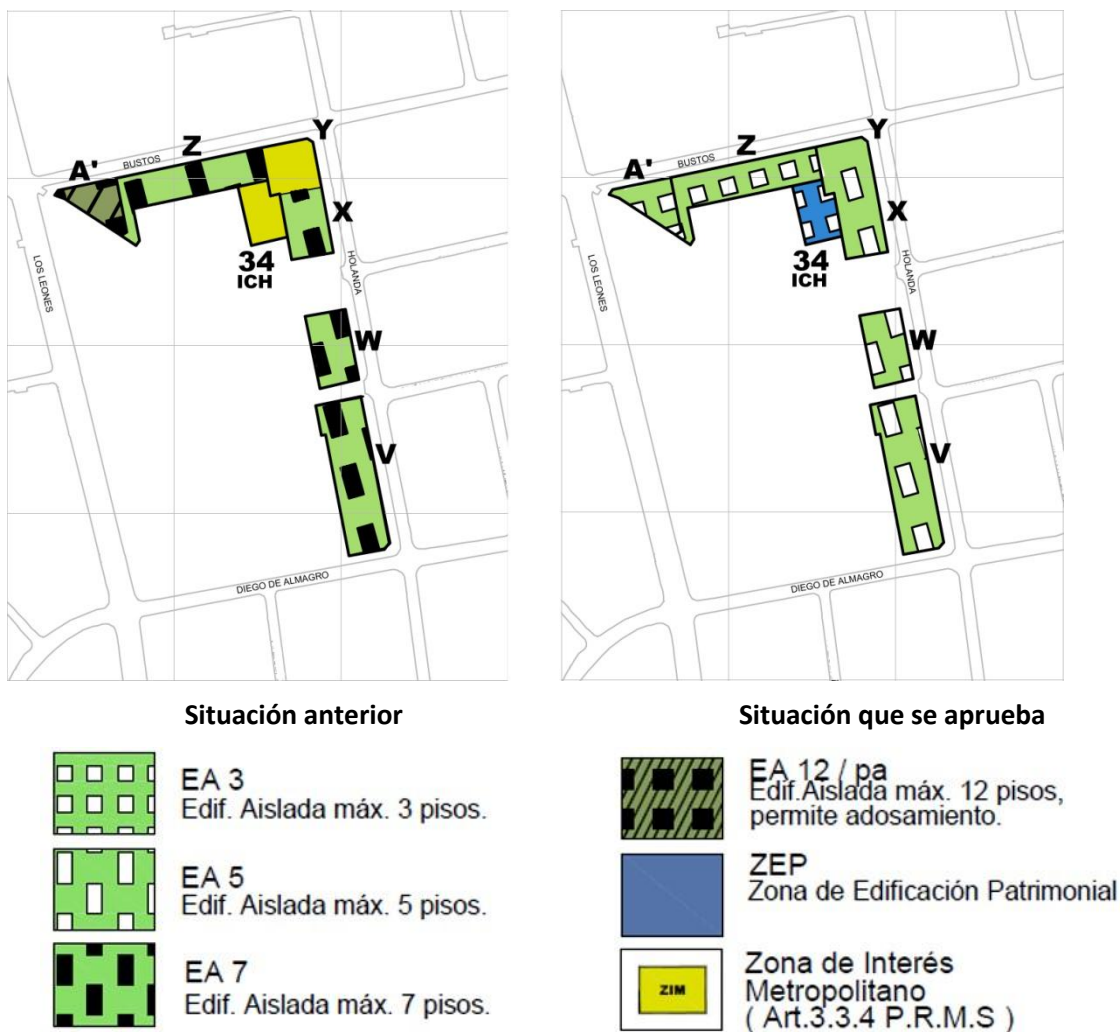 A'
Z
Y
BUSTOS
X
34
ICH
LOS LEONES
HOLANDA
W
V
DIEGO DE ALMAGRO
A'
Z
Y
BUSTOS
X
34
ICH
LOS LEONES
HOLANDA
W
V
DIEGO DE ALMAGRO
Situación anterior
Situación que se aprueba
EA 3
Edif. Aislada máx. 3 pisos.
EA 5
Edif. Aislada máx. 5 pisos.
EA 7
Edif. Aislada máx. 7 pisos.
EA 12 / pa
Edif.Aislada máx. 12 pisos,
permite adosamiento.
ZEP
Zona de Edificación Patrimonial
ZIM
Zona de Interés
Metropolitano
( Art.3.3.4 P.R.M.S )